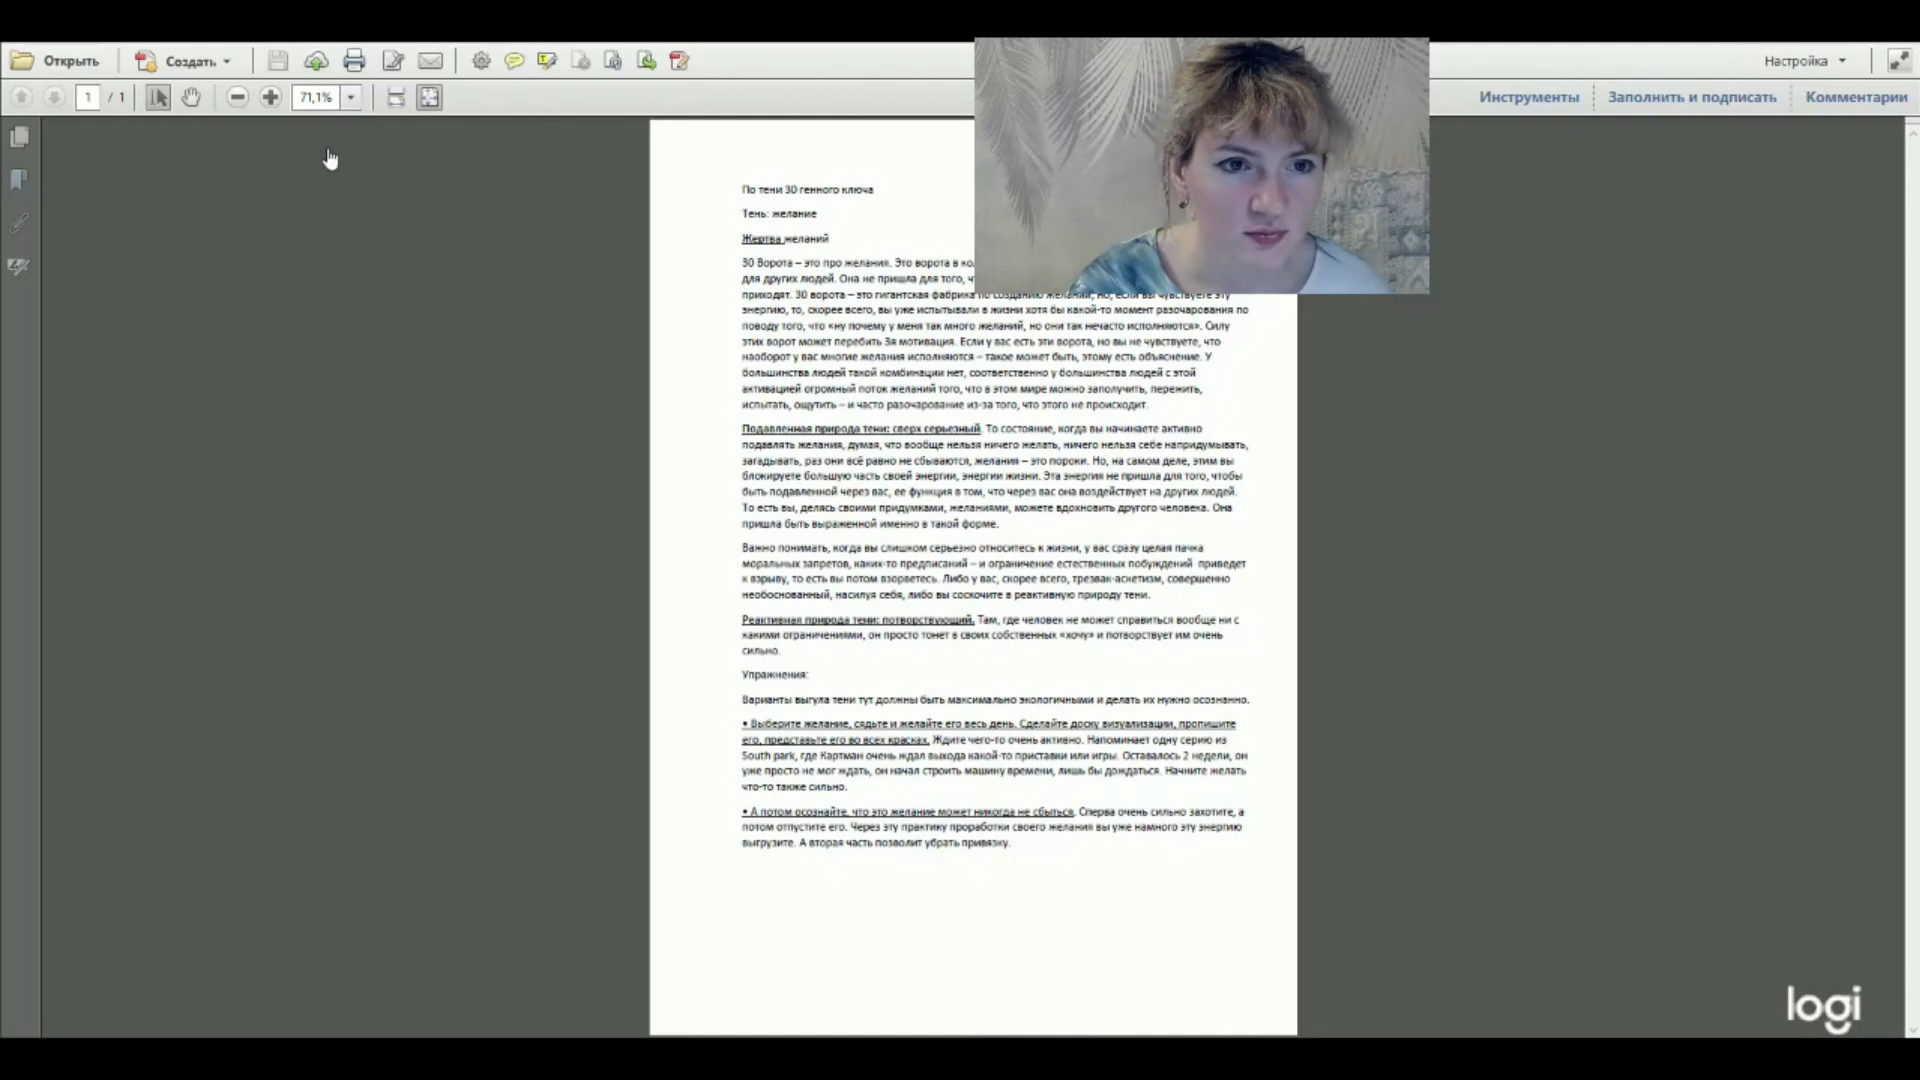 Открыть
Создать
Настройка
1 / 1
71,1%
Инструменты
Заполнить и подписать
Комментарии
По тени 30 генного ключа
Тень: желание
Жертва желаний
30 Ворота – это про желания. Это ворота в
для других людей. Она не пришла для того,
приходят. 30 ворота – это гигантская фабрика по созданию желаний, но, если вы чувствуете эту
энергию, то, скорее всего, вы уже испытывали в жизни хотя бы какой-то момент разочарования по
поводу того, что «ну почему у меня так много желаний, но они так нечасто исполняются». Силу
этих ворот может перебить 3я мотивация. Если у вас есть эти ворота, но вы не чувствуете, что
наоборот у вас многие желания исполняются – такое может быть, этому есть объяснение. У
большинства людей такой комбинации нет, соответственно у большинства людей с этой
активацией огромный поток желаний того, что в этом мире можно заполучить, пережить,
испытать, ощутить – и часто разочарование из-за того, что этого не происходит.
Подавленная природа тени: сверх серьезный. То состояние, когда вы начинаете активно
подавлять желания, думая, что вообще нельзя ничего желать, ничего нельзя себе напридумывать,
загадывать, раз они всё равно не сбываются, желания – это пороки. Но, на самом деле, этим вы
блокируете большую часть своей энергии, энергии жизни. Эта энергия не пришла для того, чтобы
быть подавленной через вас, ее функция в том, что через вас она воздействует на других людей.
То есть вы, делясь своими придумками, желаниями, можете вдохновить другого человека. Она
пришла быть выраженной именно в такой форме.
Важно понимать, когда вы слишком серьезно относитесь к жизни, у вас сразу целая пачка
моральных запретов, каких-то предписаний – и ограничение естественных побуждений приведет
к взрыву, то есть вы потом взорветесь. Либо у вас, скорее всего, трезвак-аскетизм, совершенно
необоснованный, насилуя себя, либо вы соскочите в реактивную природу тени.
Реактивная природа тени: потворствующий. Там, где человек не может справиться вообще ни с
какими ограничениями, он просто тонет в своих собственных «хочу» и потворствует им очень
сильно.
Упражнения:
Варианты выгула тени тут должны быть максимально экологичными и делать их нужно осознанно.
• Выберите желание, сядьте и желайте его весь день. Сделайте доску визуализации, пропишите
его, представьте его во всех красках. Ждите чего-то очень активно. Напоминает одну серию из
South park, где Картман очень ждал выхода какой-то приставки или игры. Оставалось 2 недели, он
уже просто не мог ждать, он начал строить машину времени, лишь бы дождаться. Начните желать
что-то также сильно.
• А потом осознайте, что это желание может никогда не сбыться. Сперва очень сильно захотите, а
потом отпустите его. Через эту практику проработки своего желания вы уже намного эту энергию
выгрузите. А вторая часть позволит убрать привязку.
logi